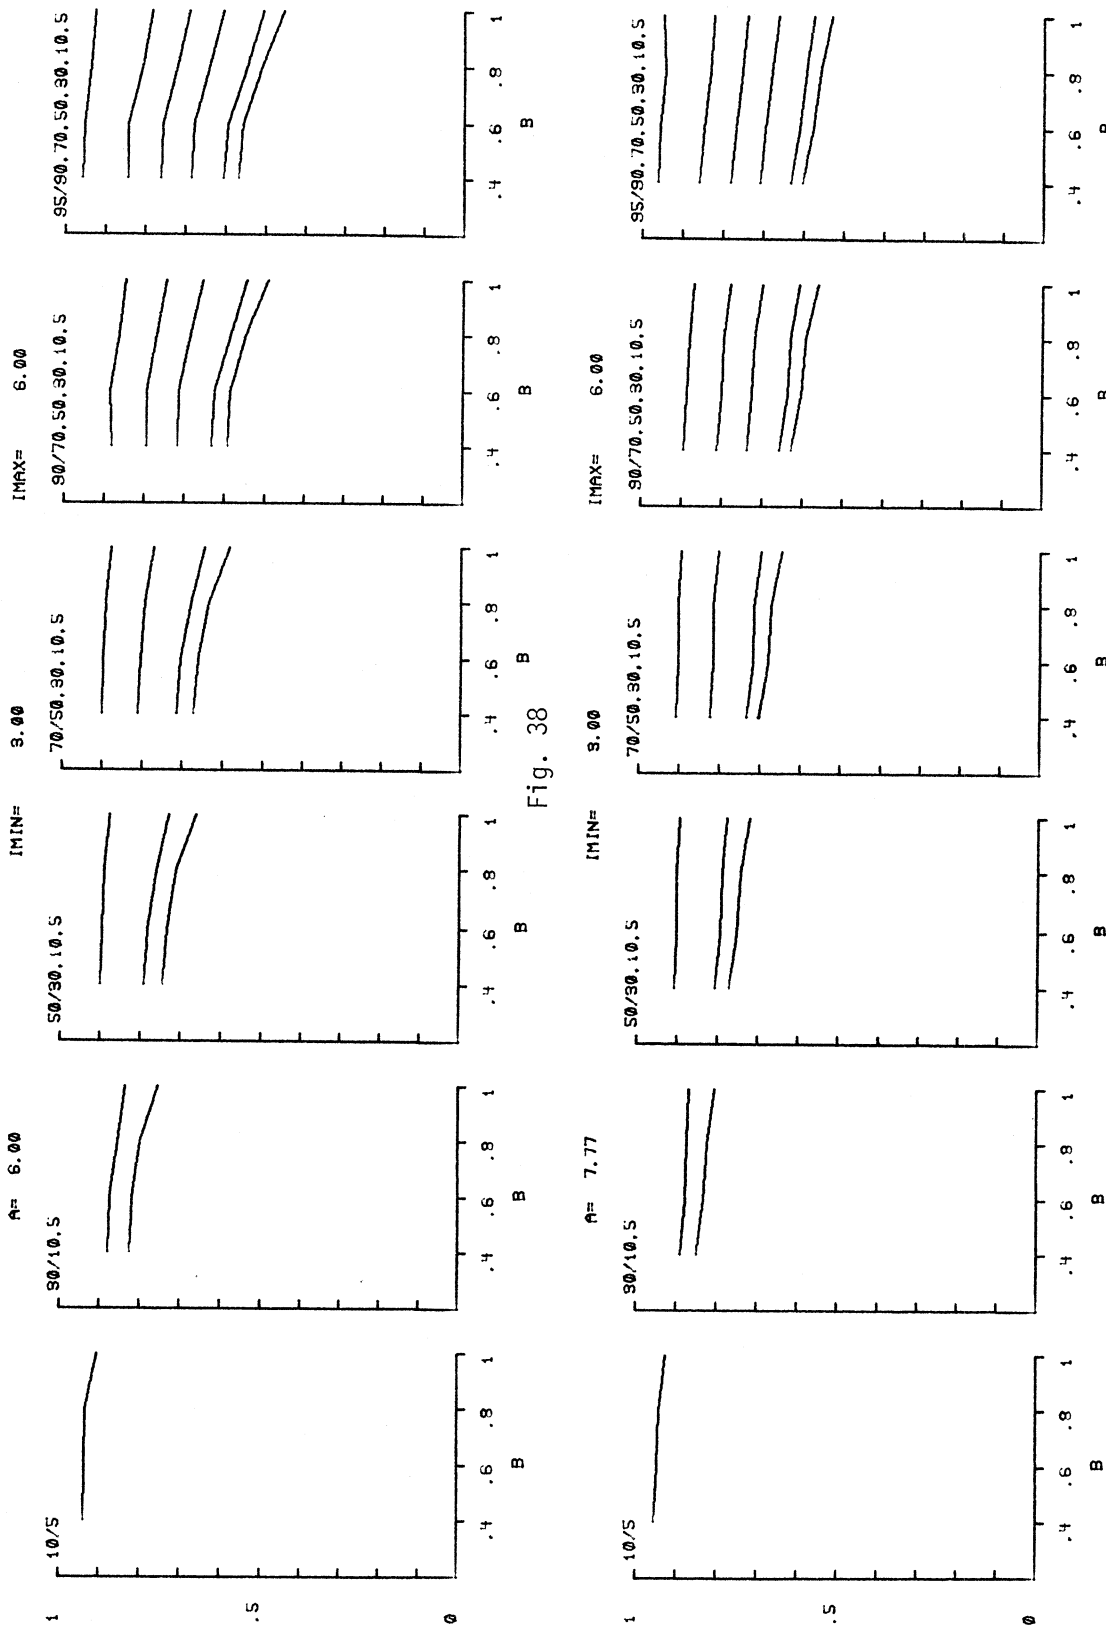 A= 6.00 IMIN= 3.00 IMAX= 6.00
10/5 30/10,5 50/30,10,5 70/50,30,10,5 90/70,50,30,10,5 95/90,70,50,30,10,5
1
.5
0
.4 .6 .8 1 .4 .6 .8 1 .4 .6 .8 1 .4 .6 .8 1 .4 .6 .8 1 .4 .6 .8 1
B B B B B B
Fig. 38
A= 7.77 IMIN= 3.00 IMAX= 6.00
10/5 30/10,5 50/30,10,5 70/50,30,10,5 90/70,50,30,10,5 95/90,70,50,30,10,5
1
.5
0
.4 .6 .8 1 .4 .6 .8 1 .4 .6 .8 1 .4 .6 .8 1 .4 .6 .8 1 .4 .6 .8 1
B B B B B B